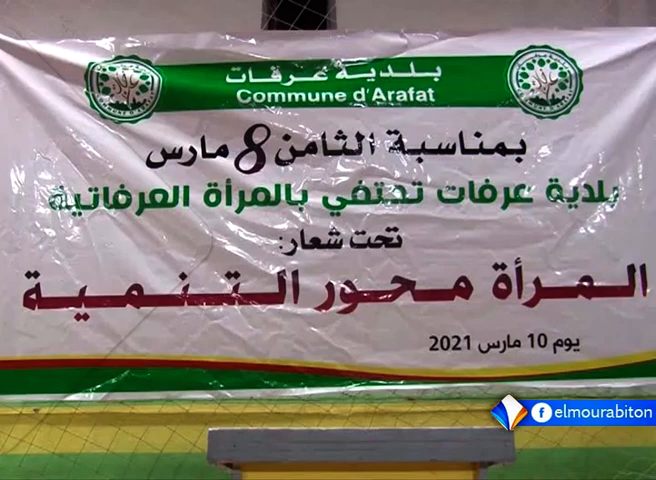 بلدية عرفات
Commune d'Arafat
بمناسبة الثامن 8 مارس
بلدية عرفات تحتفي بالمرأة العرفاتية
تحت شعار:
المرأة محور التنمية
يوم 10 مارس 2021
elmourabiton